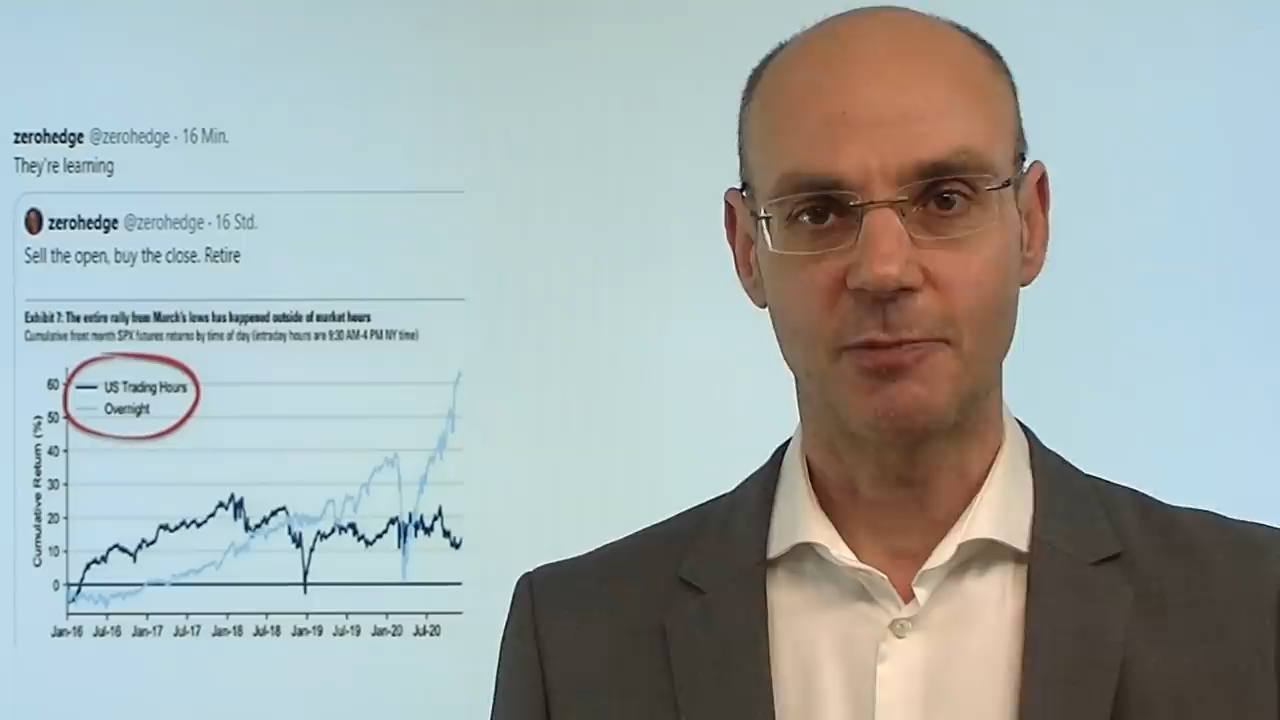 zerohedge @zerohedge · 16 Min.
They're learning
zerohedge @zerohedge · 16 Std.
Sell the open, buy the close. Retire
Exhibit 7: The entire rally from March's lows has happened outside of market hours
Cumulative front month SPX futures returns by time of day (intraday hours are 9:30 AM-4 PM NY time)
US Trading Hours
Overnight
Cumulative Return (%)
60
50
40
30
20
10
0
Jan-16 Jul-16 Jan-17 Jul-17 Jan-18 Jul-18 Jan-19 Jul-19 Jan-20 Jul-20